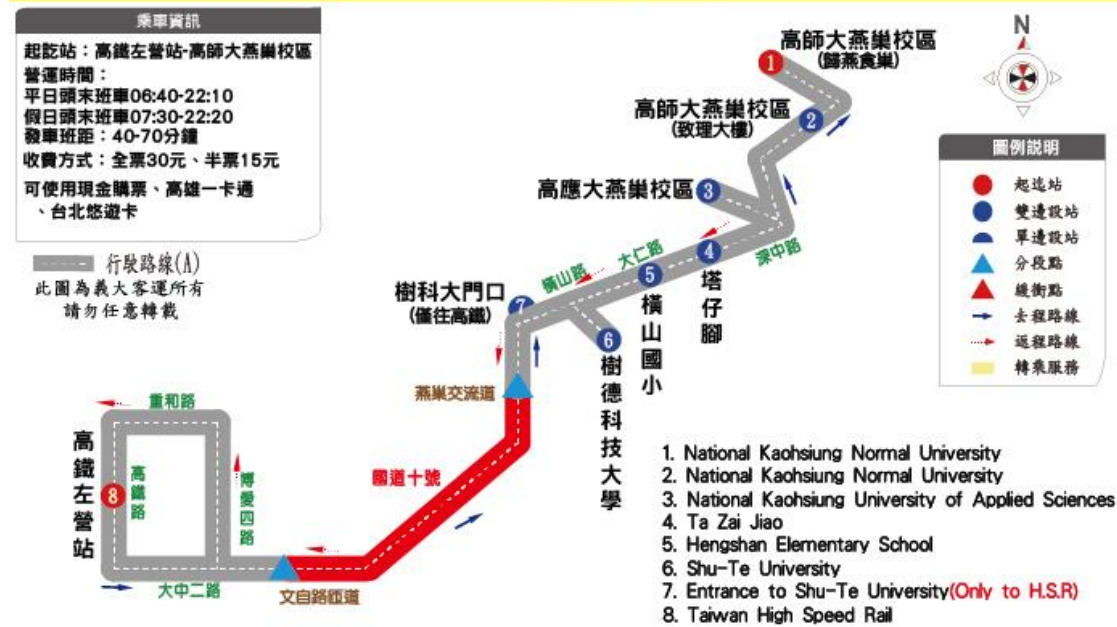 乘車資訊
起訖站：高鐵左營站-高師大燕巢校區
營運時間：
平日頭末班車06:40-22:10
假日頭末班車07:30-22:20
發車班距：40-70分鐘
收費方式：全票30元、半票15元
可使用現金購票、高雄一卡通
、台北悠遊卡
行駛路線(A)
此圖為義大客運所有
請勿任意轉載
高師大燕巢校區
(歸燕食巢)
1
高師大燕巢校區
(致理大樓)
2
高應大燕巢校區
3
深中路
4
塔仔腳
大仁路
5
橫山國小
橫山路
6
樹德科技大學
樹科大門口
(僅往高鐵)
7
燕巢交流道
國道十號
文自路匝道
重和路
高鐵左營站
8
高鐵路
博愛四路
大中二路
N
圖例說明
起迄站
雙邊設站
單邊設站
分段點
緩衝點
去程路線
返程路線
轉乘服務
1. National Kaohsiung Normal University
2. National Kaohsiung Normal University
3. National Kaohsiung University of Applied Sciences
4. Ta Zai Jiao
5. Hengshan Elementary School
6. Shu-Te University
7. Entrance to Shu-Te University(Only to H.S.R)
8. Taiwan High Speed Rail